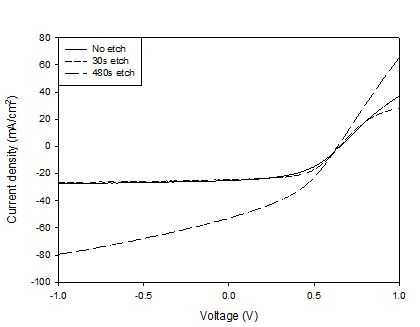 80
60
40
20
0
-20
-40
-60
-80
-100
Current density (mA/cm²)
No etch
30s etch
480s etch
-1.0 -0.5 0.0 0.5 1.0
Voltage (V)